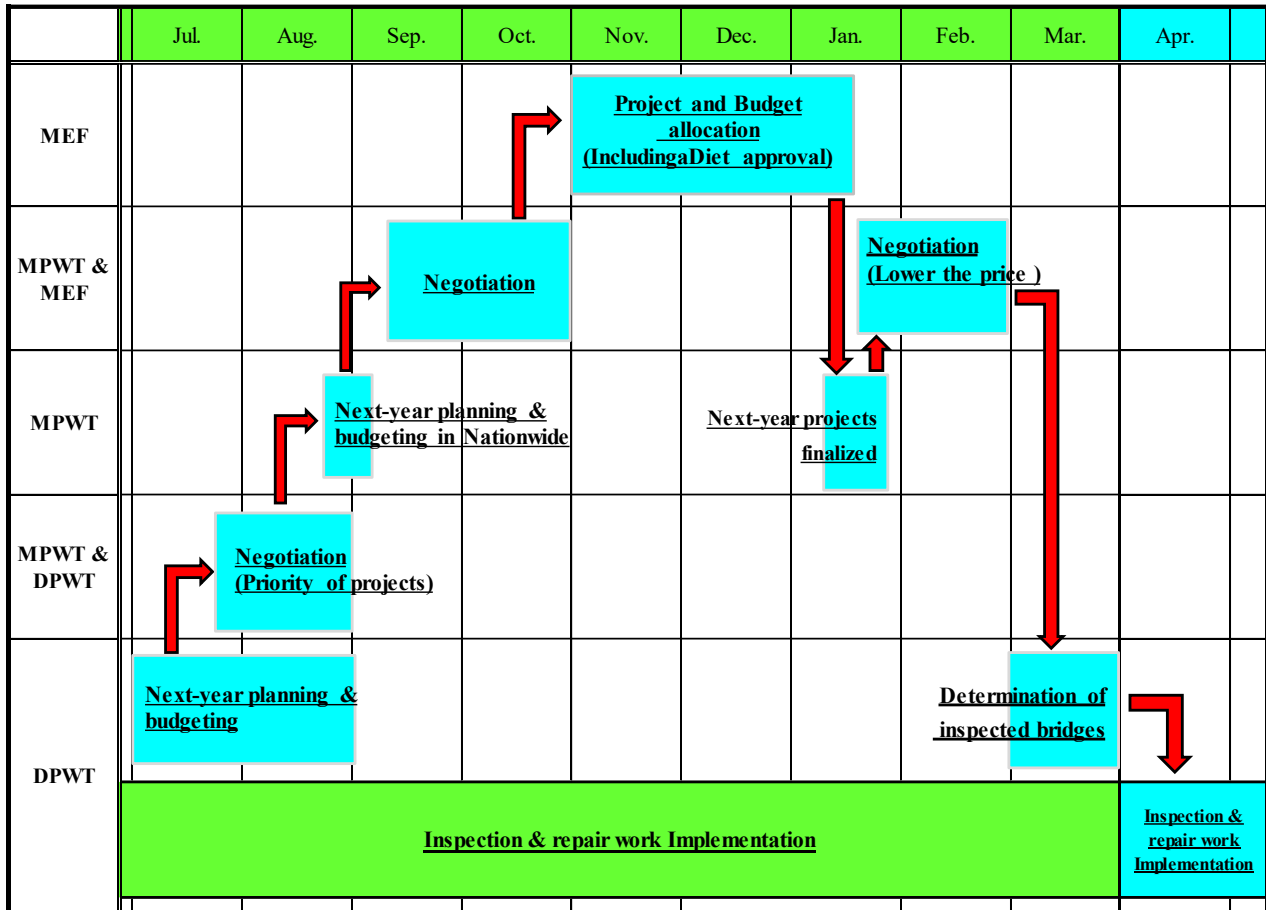 Jul.
Aug.
Sep.
Oct.
Nov.
Dec.
Jan.
Feb.
Mar.
Apr.
MEF
Project and Budget
allocation
(IncludingaDiet approval)
MPWT &
MEF
Negotiation
Negotiation
(Lower the price )
MPWT
Next-year planning &
budgeting in Nationwide
Next-year projects
finalized
MPWT &
DPWT
Negotiation
(Priority of projects)
DPWT
Next-year planning &
budgeting
Determination of
inspected bridges
Inspection & repair work Implementation
Inspection &
repair work
Implementation